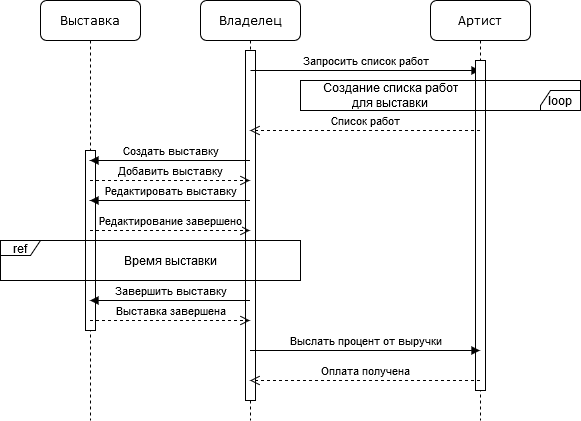 Выставка
Владелец
Артист
Запросить список работ
Создание списка работ
для выставки
loop
Список работ
Создать выставку
Добавить выставку
Редактировать выставку
Редактирование завершено
ref
Время выставки
Завершить выставку
Выставка завершена
Выслать процент от выручки
Оплата получена